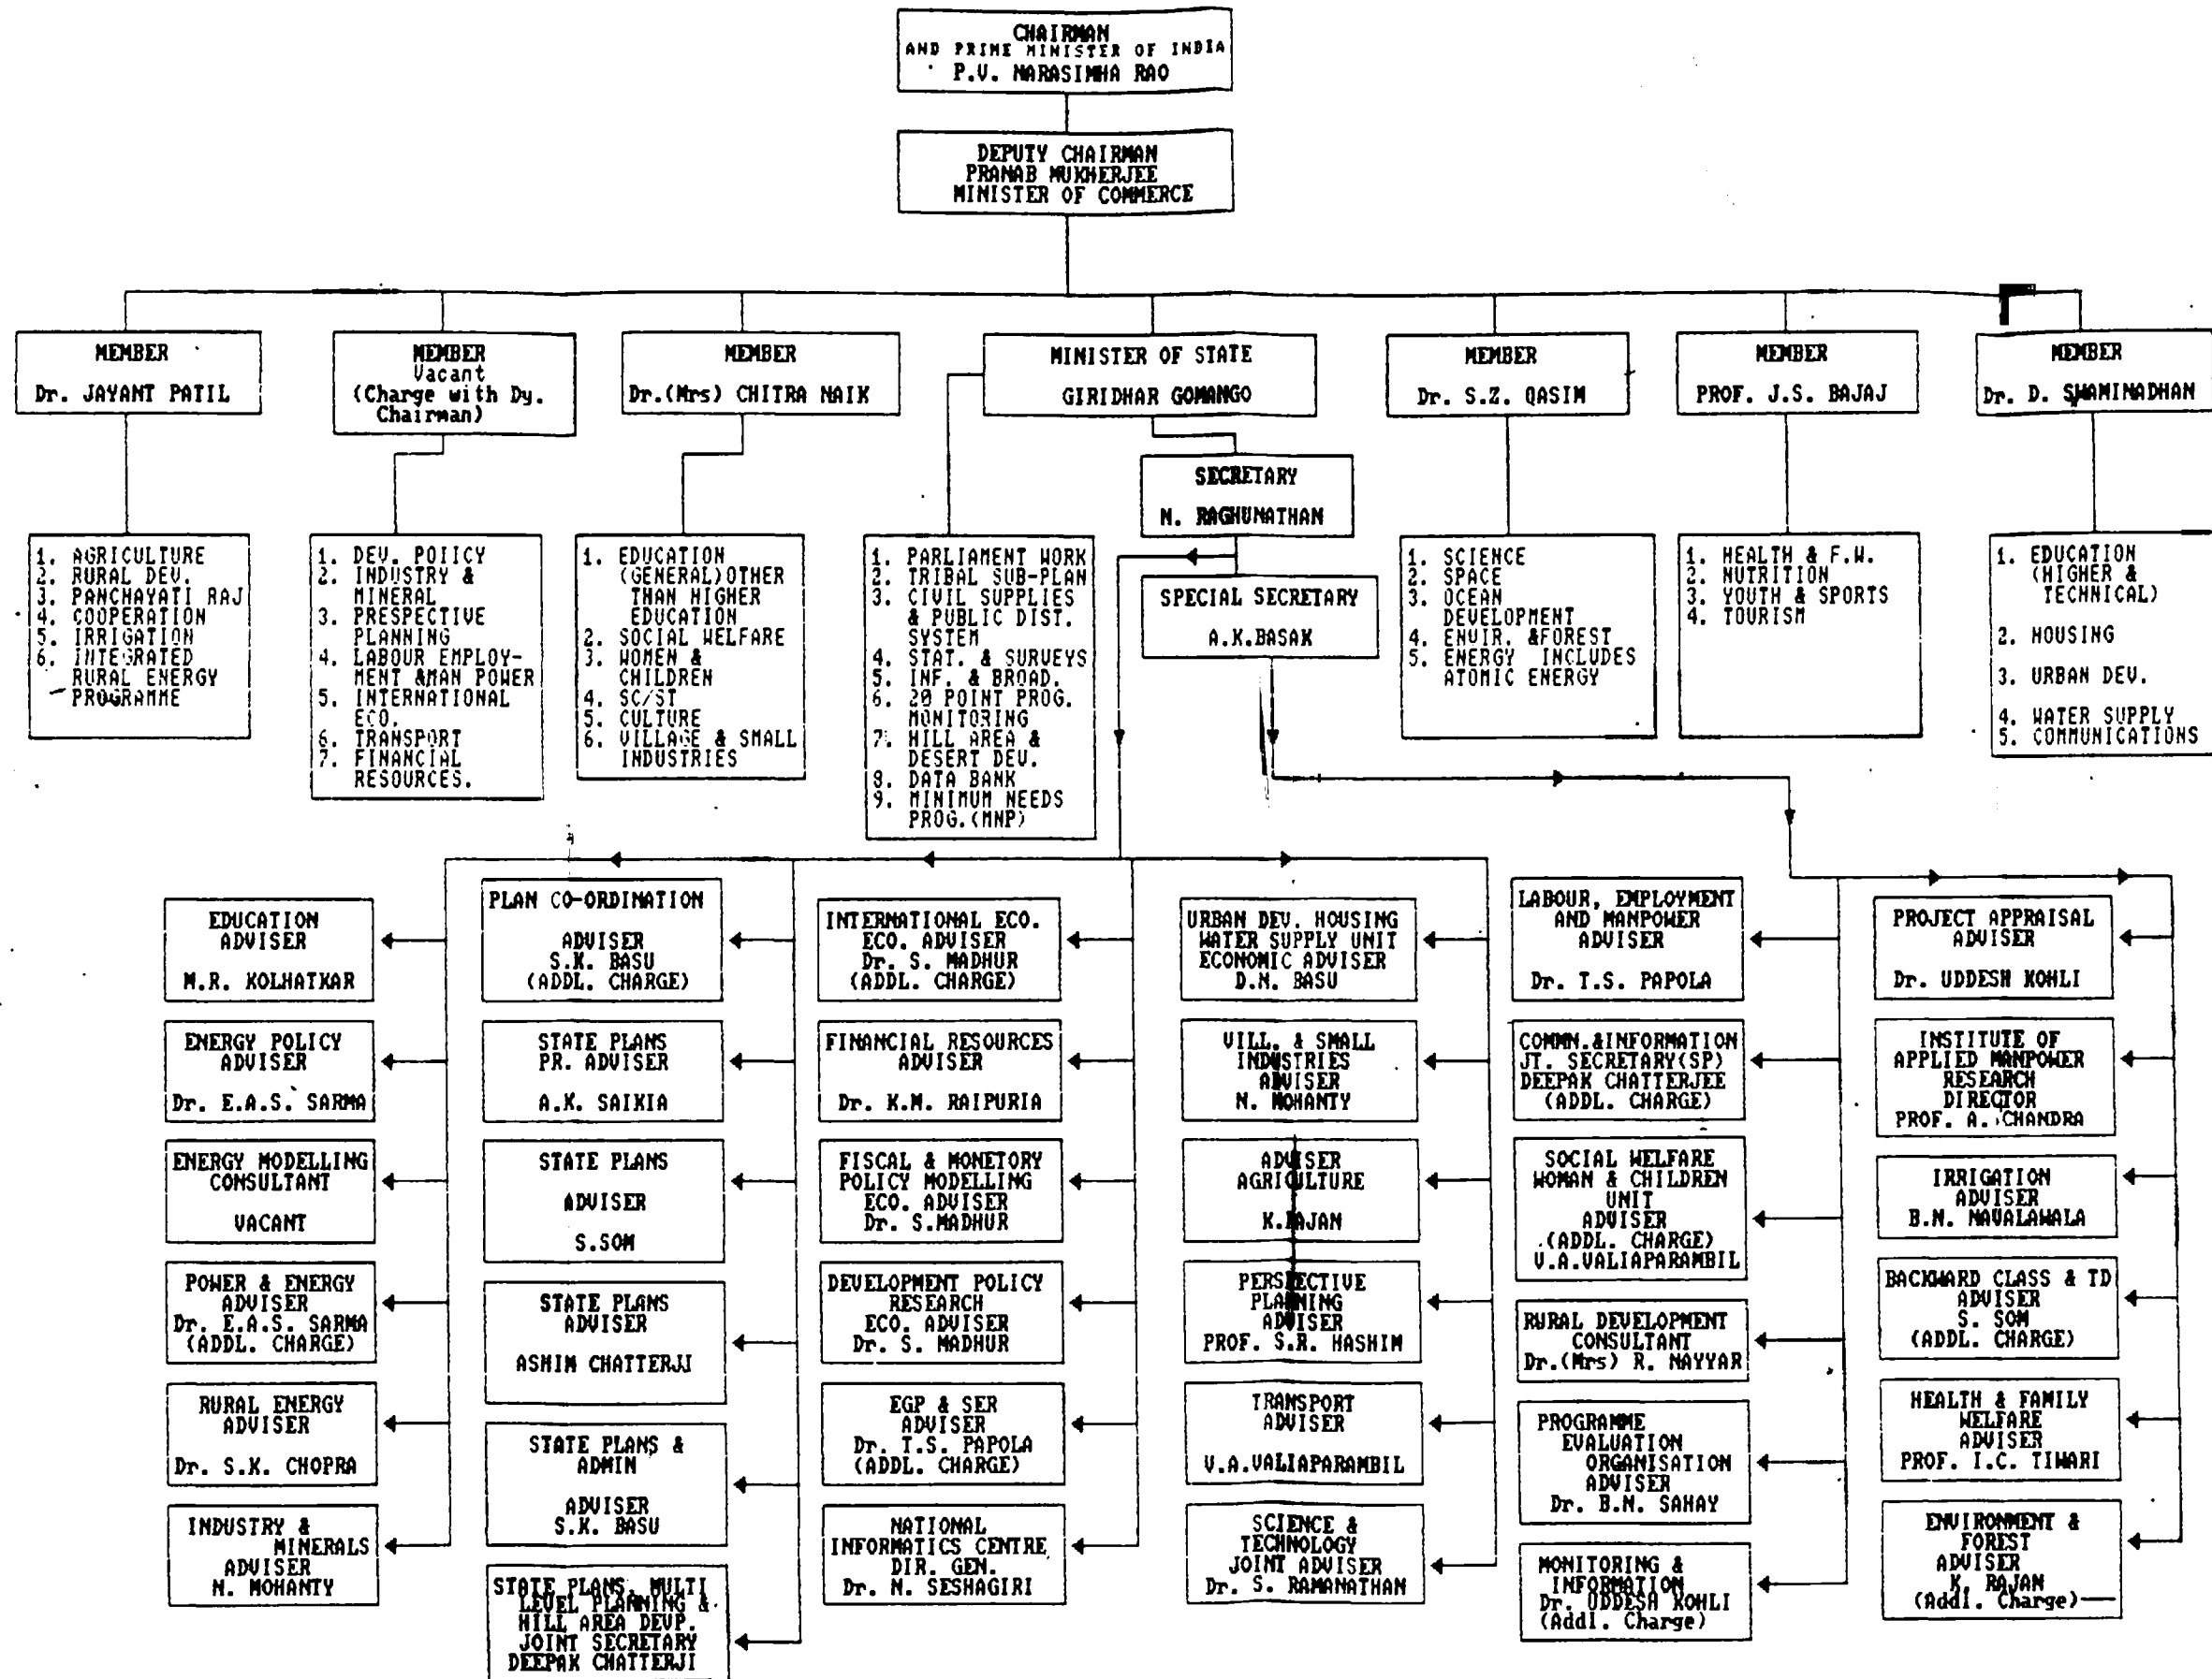 CHAIRMAN
AND PRIME MINISTER OF INDIA
P.V. NARASIMHA RAO
DEPUTY CHAIRMAN
PRANAB MUKHERJEE
MINISTER OF COMMERCE
MEMBER
Dr. JAYANT PATIL
MEMBER
Vacant
(Charge with Dy.
Chairman)
MEMBER
Dr.(Mrs) CHITRA NAIK
MINISTER OF STATE
GIRIDHAR GOMANGO
MEMBER
Dr. S.Z. QASIM
MEMBER
PROF. J.S. BAJAJ
MEMBER
Dr. D. SWAMINADHAN
SECRETARY
N. RAGHUNATHAN
SPECIAL SECRETARY
A.K.BASAK
1. AGRICULTURE
2. RURAL DEV.
3. PANCHAYATI RAJ
4. COOPERATION
5. IRRIGATION
6. INTEGRATED
RURAL ENERGY
PROGRAMME
1. DEV. POLICY
2. INDUSTRY &
MINERAL
3. PRESPECTIVE
PLANNING
4. LABOUR EMPLOY-
MENT &MAN POWER
5. INTERNATIONAL
ECO.
6. TRANSPORT
7. FINANCIAL
RESOURCES.
1. EDUCATION
(GENERAL)OTHER
THAN HIGHER
EDUCATION
2. SOCIAL WELFARE
3. WOMEN &
CHILDREN
4. SC/ST
5. CULTURE
6. VILLAGE & SMALL
INDUSTRIES
1. PARLIAMENT WORK
2. TRIBAL SUB-PLAN
3. CIVIL SUPPLIES
& PUBLIC DIST.
SYSTEM
4. STAT. & SURVEYS
5. INF. & BROAD.
6. 20 POINT PROG.
MONITORING
7. HILL AREA &
DESERT DEV.
8. DATA BANK
9. MINIMUM NEEDS
PROG.(MNP)
1. SCIENCE
2. SPACE
3. OCEAN
DEVELOPMENT
4. ENVIR. &FOREST
5. ENERGY INCLUDES
ATOMIC ENERGY
1. HEALTH & F.W.
2. NUTRITION
3. YOUTH & SPORTS
4. TOURISM
1. EDUCATION
(HIGHER &
TECHNICAL)
2. HOUSING
3. URBAN DEV.
4. WATER SUPPLY
5. COMMUNICATIONS
EDUCATION
ADVISER
M.R. KOLHATKAR
ENERGY POLICY
ADVISER
Dr. E.A.S. SARMA
ENERGY MODELLING
CONSULTANT
VACANT
POWER & ENERGY
ADVISER
Dr. E.A.S. SARMA
(ADDL. CHARGE)
RURAL ENERGY
ADVISER
Dr. S.K. CHOPRA
INDUSTRY &
MINERALS
ADVISER
N. MOHANTY
PLAN CO-ORDINATION
ADVISER
S.K. BASU
(ADDL. CHARGE)
STATE PLANS
PR. ADVISER
A.K. SAIKIA
STATE PLANS
ADVISER
S.SOM
STATE PLANS
ADVISER
ASHIM CHATTERJI
STATE PLANS &
ADMIN
ADVISER
S.K. BASU
STATE PLANS, MULTI
LEVEL PLANNING &
HILL AREA DEVP.
JOINT SECRETARY
DEEPAK CHATTERJI
INTERNATIONAL ECO.
ECO. ADVISER
Dr. S. MADHUR
(ADDL. CHARGE)
FINANCIAL RESOURCES
ADVISER
Dr. K.M. RAIPURIA
FISCAL & MONETORY
POLICY MODELLING
ECO. ADVISER
Dr. S.MADHUR
DEVELOPMENT POLICY
RESEARCH
ECO. ADVISER
Dr. S. MADHUR
EGP & SER
ADVISER
Dr. T.S. PAPOLA
(ADDL. CHARGE)
NATIONAL
INFORMATICS CENTRE
DIR. GEN.
Dr. N. SESHAGIRI
URBAN DEV. HOUSING
WATER SUPPLY UNIT
ECONOMIC ADVISER
D.N. BASU
VILL. & SMALL
INDUSTRIES
ADVISER
N. MOHANTY
ADVISER
AGRICULTURE
K.RAJAN
PERSPECTIVE
PLANNING
ADVISER
PROF. S.R. HASHIM
TRANSPORT
ADVISER
V.A.VALIAPARAMBIL
SCIENCE &
TECHNOLOGY
JOINT ADVISER
Dr. S. RAMANATHAN
LABOUR, EMPLOYMENT
AND MANPOWER
ADVISER
Dr. T.S. PAPOLA
COMMN.&INFORMATION
JT. SECRETARY(SP)
DEEPAK CHATTERJEE
(ADDL. CHARGE)
SOCIAL WELFARE
WOMAN & CHILDREN
UNIT
ADVISER
(ADDL. CHARGE)
V.A.VALIAPARAMBIL
RURAL DEVELOPMENT
CONSULTANT
Dr.(Mrs) R. NAYYAR
PROGRAMME
EVALUATION
ORGANISATION
ADVISER
Dr. B.N. SAHAY
MONITORING &
INFORMATION
Dr. UDDESH KOHLI
(Addl. Charge)
PROJECT APPRAISAL
ADVISER
Dr. UDDESH KOHLI
INSTITUTE OF
APPLIED MANPOWER
RESEARCH
DIRECTOR
PROF. A. CHANDRA
IRRIGATION
ADVISER
B.N. NAVALAWALA
BACKWARD CLASS & TD
ADVISER
S. SOM
(ADDL. CHARGE)
HEALTH & FAMILY
WELFARE
ADVISER
PROF. I.C. TIWARI
ENVIRONMENT &
FOREST
ADVISER
K. RAJAN
(Addl. Charge)